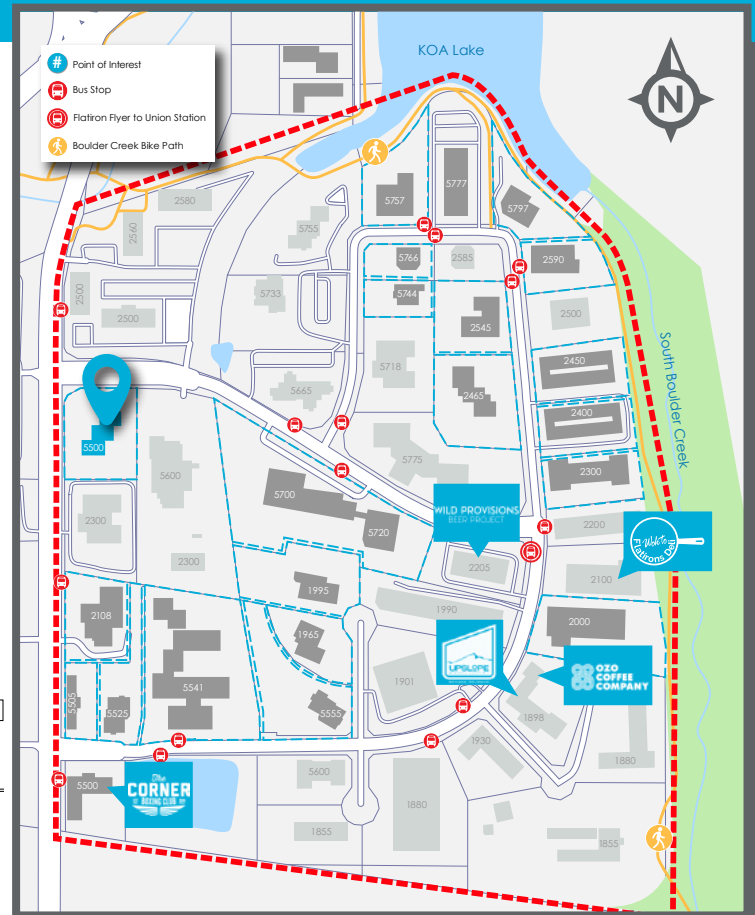 KOA Lake
# Point of Interest
Bus Stop
Flatiron Flyer to Union Station
Boulder Creek Bike Path
N
5777
5757
5797
2580
2560
5755
5766
2585
2590
5744
5733
2500
2500
2500
2545
South Boulder Creek
5718
2450
5665
2465
2400
5500
5775
2300
5600
5700
WILD PROVISIONS
BEER PROJECT
2300
5720
2200
Wok to
Flatirons Deli
2300
2205
2100
1995
2108
1990
2000
1965
UPSLOPE
OZO
COFFEE
COMPANY
5541
1901
5505
5525
5555
1898
1930
1880
5500
The
CORNER
BOXING CLUB
5600
1880
1855
1855